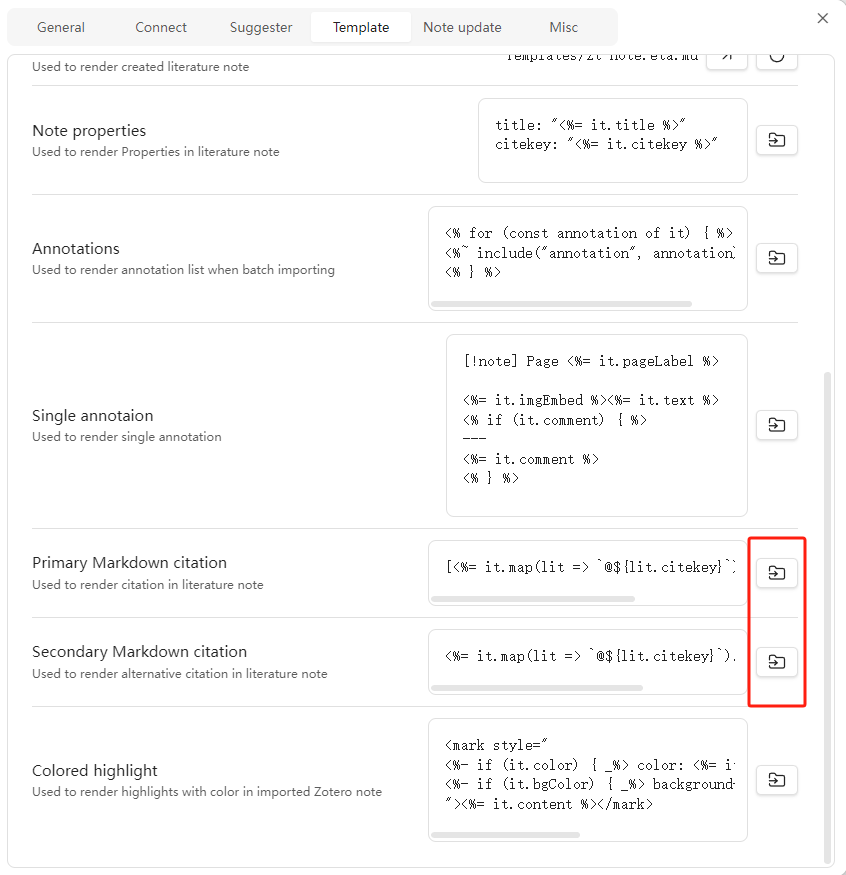 General
Connect
Suggester
Template
Note update
Misc
Used to render created literature note
Templates/zt-note.eta.md
Note properties
Used to render Properties in literature note
title: "<%= it.title %>"
citekey: "<%= it.citekey %>"
Annotations
Used to render annotation list when batch importing
<% for (const annotation of it) { %>
<%~ include("annotation", annotation)
<% } %>
Single annotaion
Used to render single annotation
[!note] Page <%= it.pageLabel %>
<%= it.imgEmbed %><%= it.text %>
<% if (it.comment) { %>
---
<%= it.comment %>
<% } %>
Primary Markdown citation
Used to render citation in literature note
[<%= it.map(lit => `@${lit.citekey}`)
Secondary Markdown citation
Used to render alternative citation in literature note
<%= it.map(lit => `@${lit.citekey}`).
Colored highlight
Used to render highlights with color in imported Zotero note
<mark style="
<%- if (it.color) { _%> color: <%= i
<%- if (it.bgColor) { _%> background-
"><%= it.content %></mark>